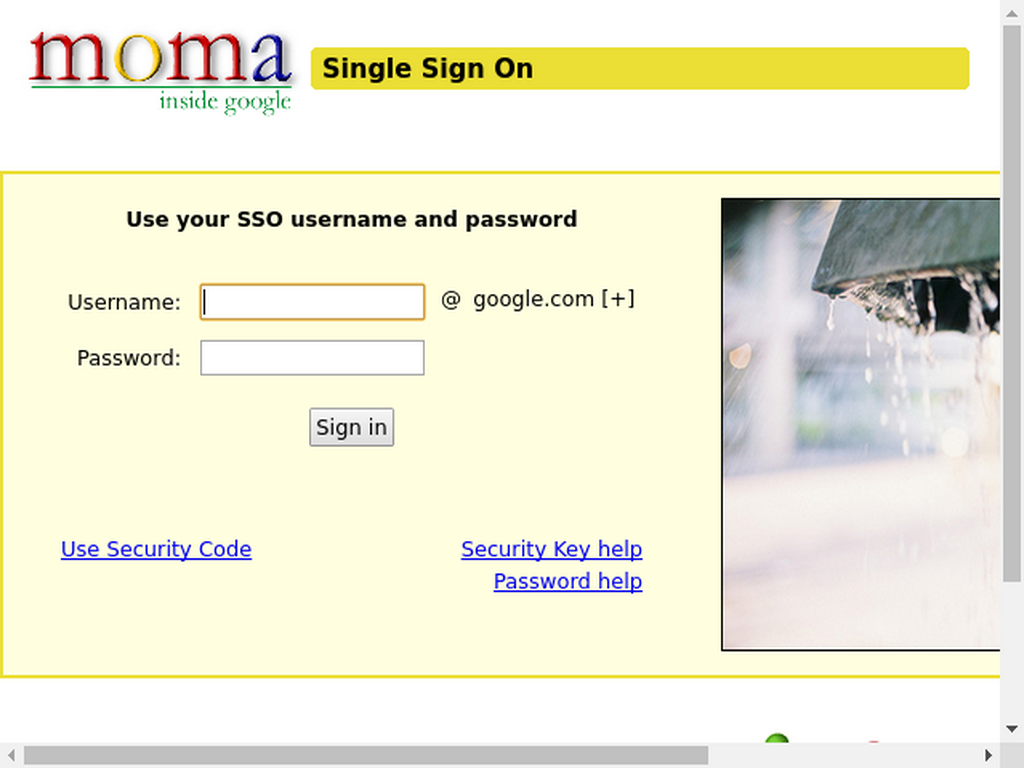 moma
inside google
Single Sign On
Use your SSO username and password
Username:
@ google.com [+]
Password:
Sign in
Use Security Code
Security Key help
Password help